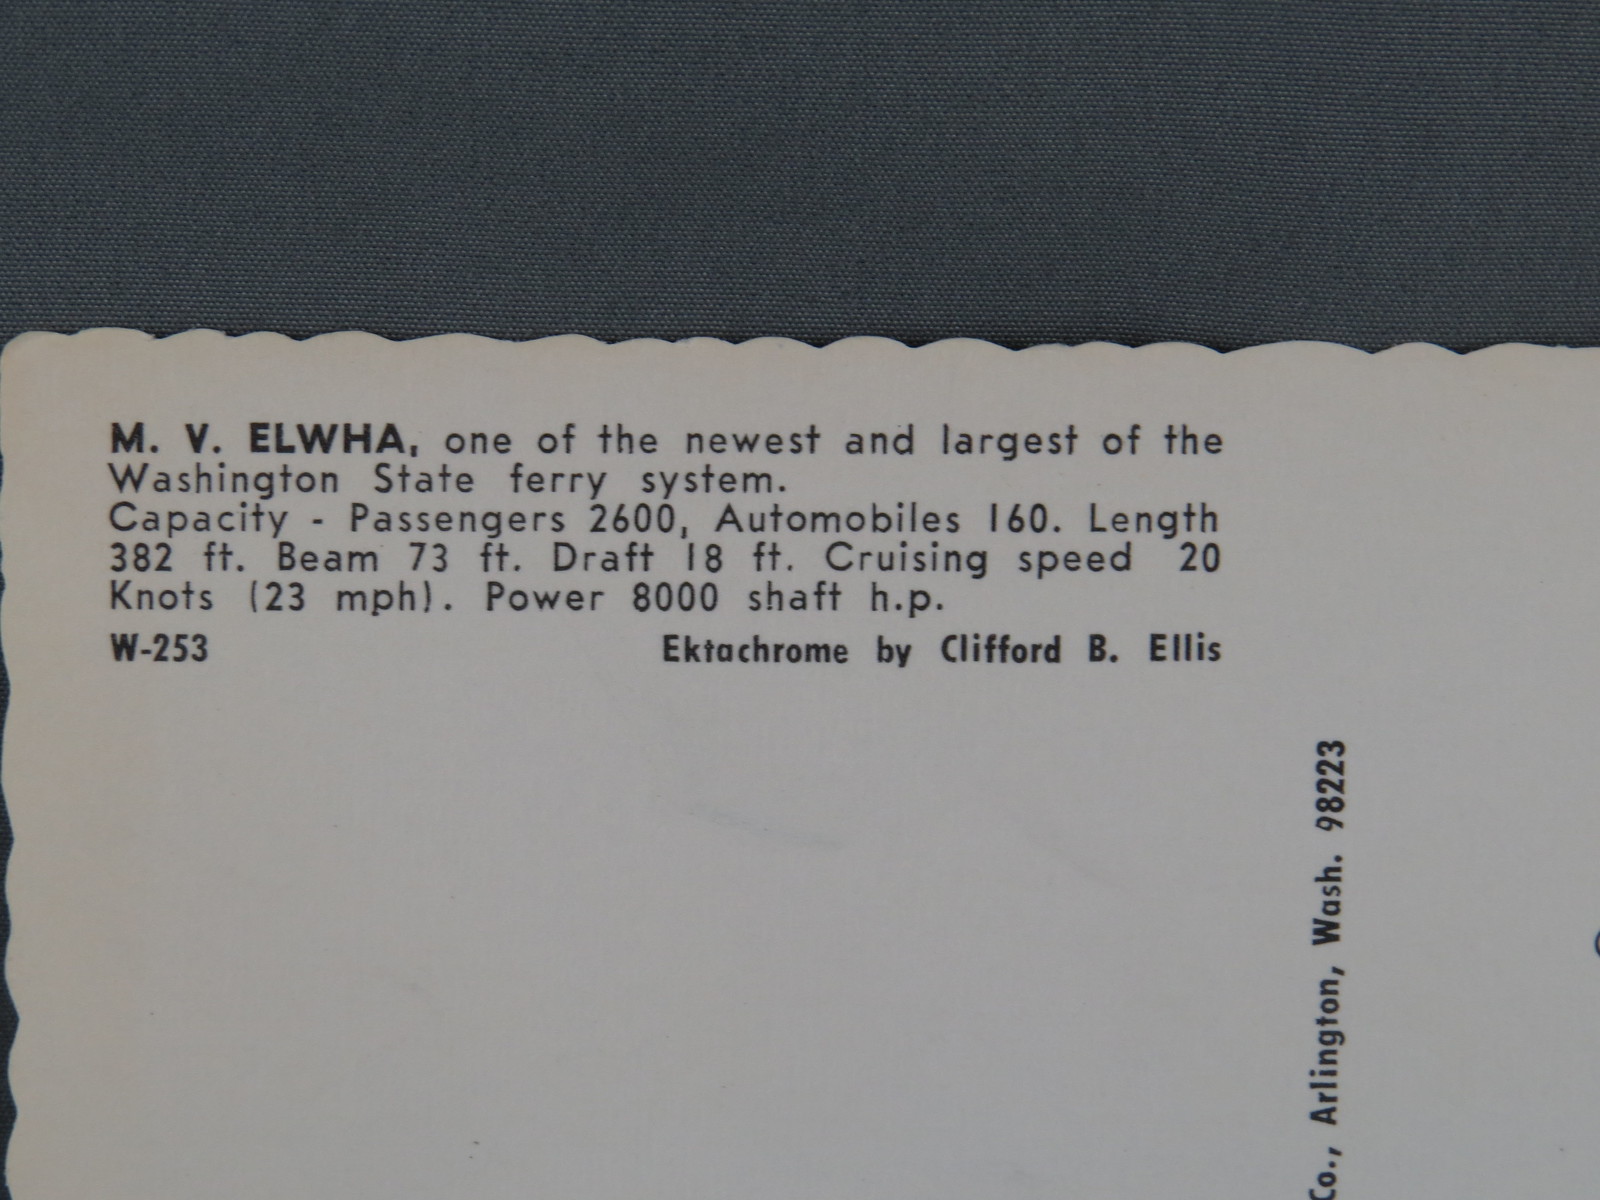 M. V. ELWHA, one of the newest and largest of the
Washington State ferry system.
Capacity - Passengers 2600, Automobiles 160. Length
382 ft. Beam 73 ft. Draft 18 ft. Cruising speed 20
Knots (23 mph). Power 8000 shaft h.p.
W-253 Ektachrome by Clifford B. Ellis
Co., Arlington, Wash. 98223